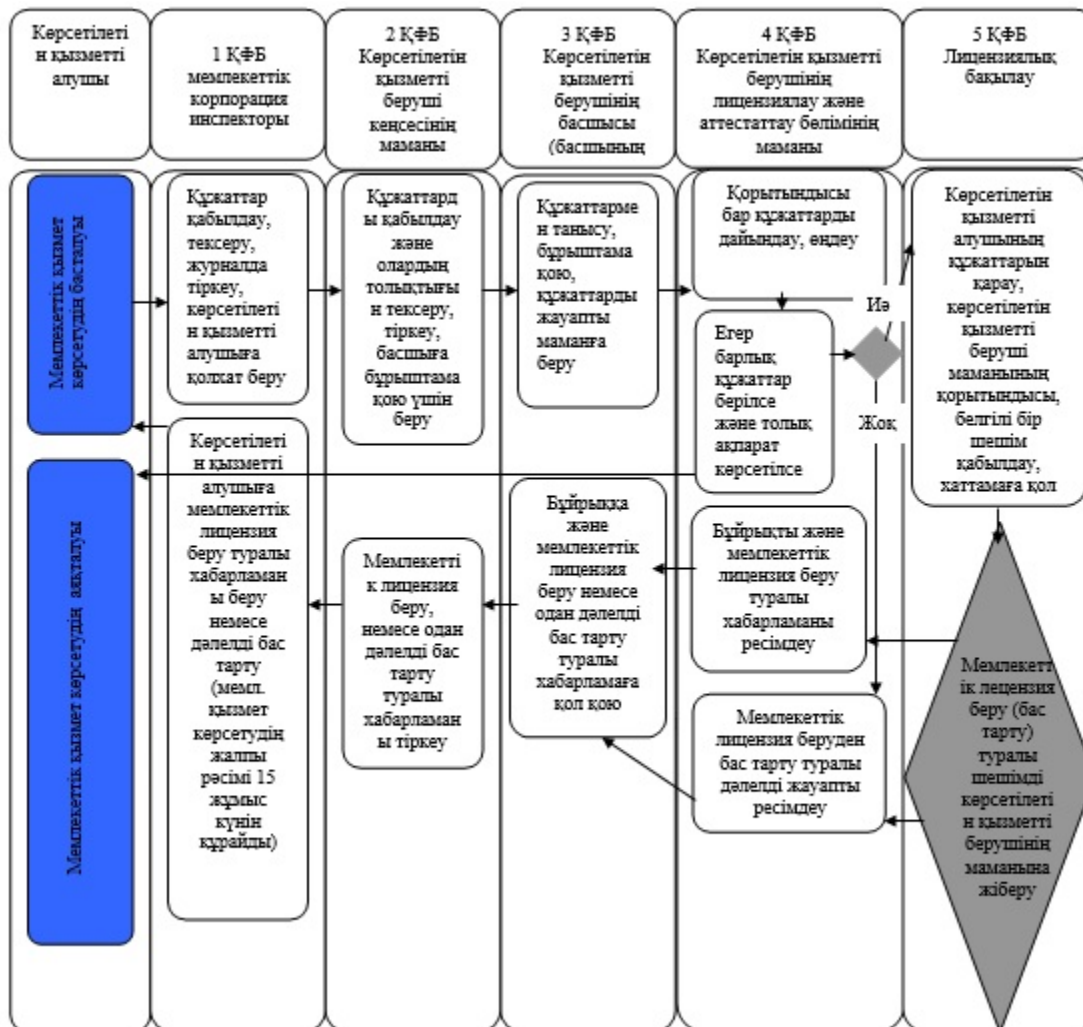 Көрсетілеті
н қызметті
алушы
1 ҚФБ
мемлекеттік
корпорация
инспекторы
2 ҚФБ
Көрсетілетін
қызметті
беруші
кеңсесінің
маманы
3 ҚФБ
Көрсетілетін
қызметті
берушінің
басшысы
(басшының
4 ҚФБ
Көрсетілетін қызметті
берушінің
лицензиялау және
аттестаттау бөлімінің
маманы
5 ҚФБ
Лицензиялық
бақылау
Мемлекеттік қызмет
көрсетудің басталуы
Құжаттар
қабылдау,
тексеру,
журналда
тіркеу,
көрсетілеті
н қызметті
алушыға
қолхат беру
Құжаттард
ы қабылдау
және
олардың
толықтығы
н тексеру,
тіркеу,
басшыға
бұрыштама
қою үшін
беру
Құжаттарме
н танысу,
бұрыштама
қою,
құжаттарды
жауапты
маманға
беру
Қорытындысы
бар құжаттарды
дайындау, өңдеу
Егер
барлық
құжаттар
берілсе
және толық
ақпарат
көрсетілсе
Иә
Жоқ
Көрсетілетін
қызметті
алушының
құжаттарын
қарау,
көрсетілетін
қызметті
беруші
маманының
қорытындысы,
белгілі бір
шешім
қабылдау,
хаттамаға қол
Мемлекеттік қызмет көрсетудің аяқталуы
Көрсетілеті
н қызметті
алушыға
мемлекеттік
лицензия
беру туралы
хабарламан
ы беру
немесе
дәлелді бас
тарту
(мемл.
қызмет
көрсетудің
жалпы
рәсімі 15
жұмыс
күнін
құрайды)
Мемлекетті
к лицензия
беру,
немесе одан
дәлелді бас
тарту
туралы
хабарламан
ы тіркеу
Бұйрыққа
және
мемлекеттік
лицензия
беру немесе
одан дәлелді
бас тарту
туралы
хабарламаға
қол қою
Бұйрықты және
мемлекеттік
лицензия беру
туралы
хабарламаны
ресімдеу
Мемлекеттік
лицензия беруден
бас тарту туралы
дәлелді жауапты
ресімдеу
Мемлекетт
ік лецензия
беру (бас
тарту)
туралы
шешімді
көрсетілеті
н қызметті
берушінің
маманына
жіберу